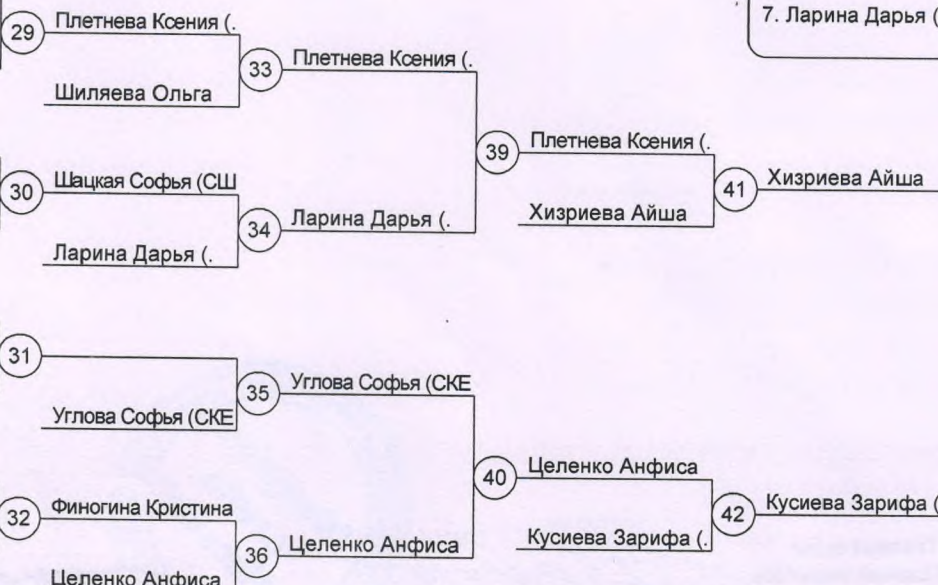 7. Ларина Дарья (
29 Плетнева Ксения (.
33 Плетнева Ксения (.
Шиляева Ольга
39 Плетнева Ксения (.
30 Шацкая Софья (СШ
41 Хизриева Айша
34 Ларина Дарья (.
Хизриева Айша
Ларина Дарья (.
31
35 Углова Софья (СКЕ
Углова Софья (СКЕ
40 Целенко Анфиса
32 Финогина Кристина
42 Кусиева Зарифа (
36 Целенко Анфиса
Кусиева Зарифа (.
Целенко Анфиса